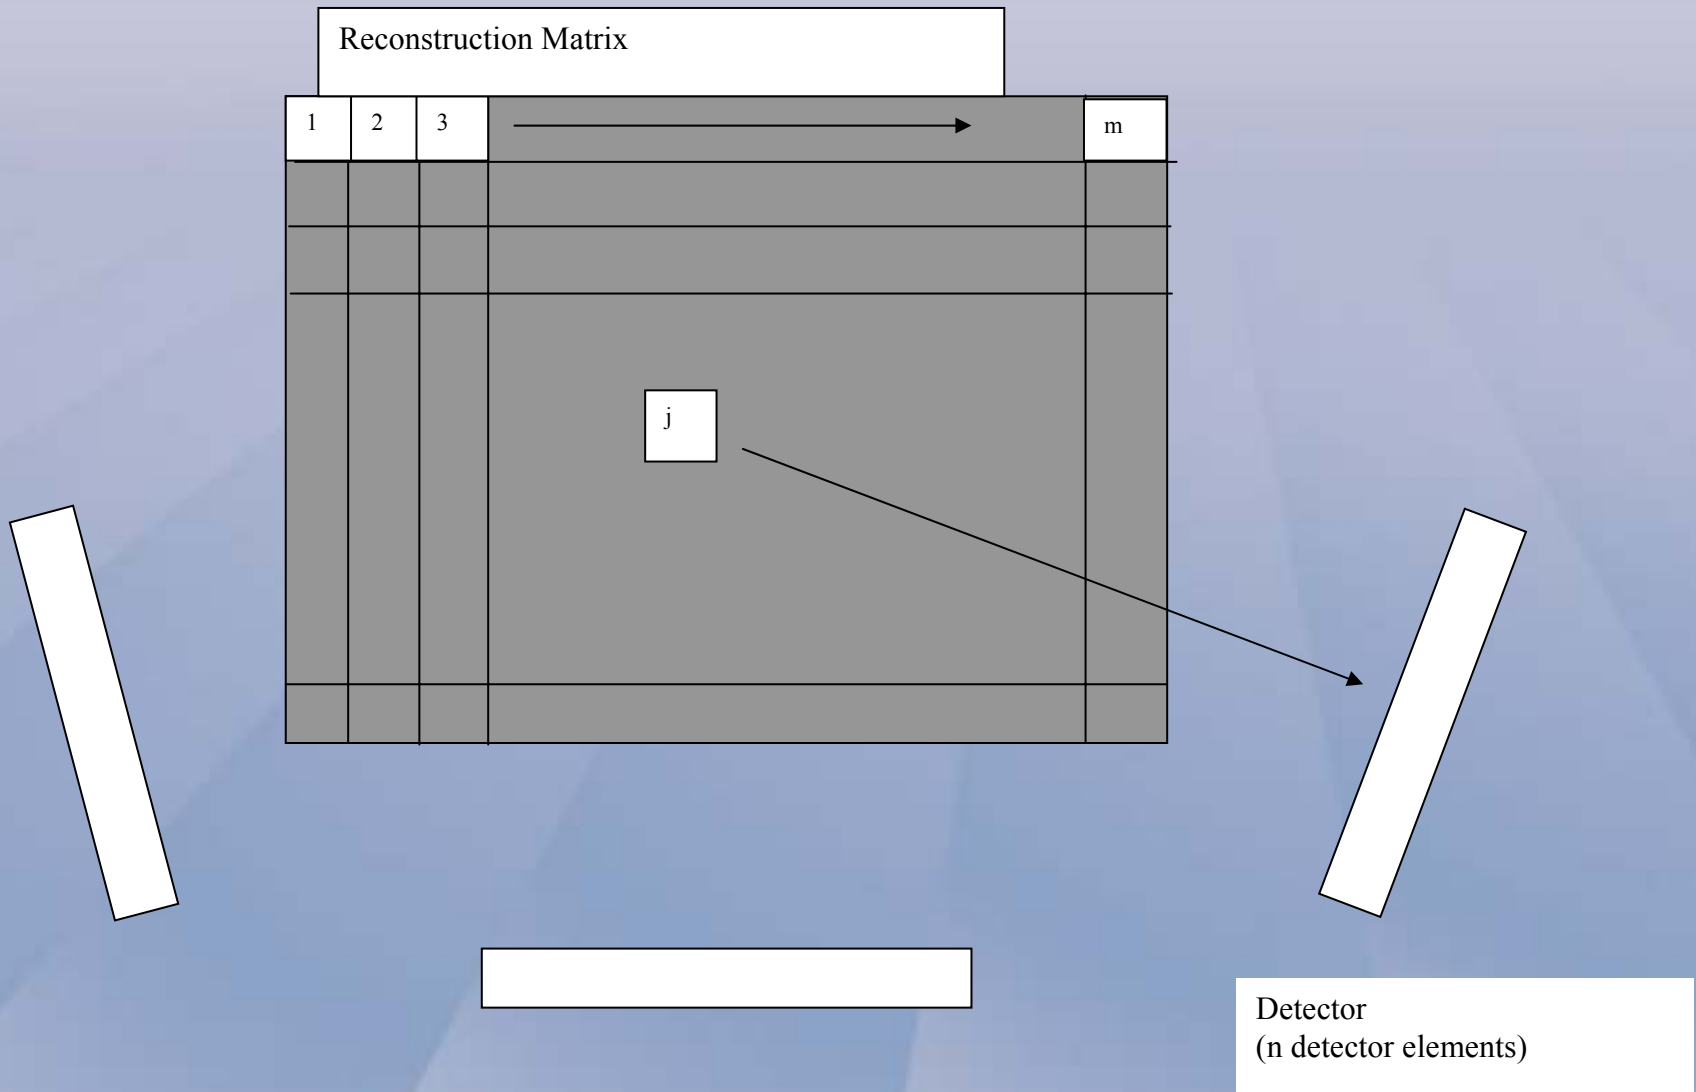 Reconstruction Matrix
1 2 3 m
j
Detector
(n detector elements)